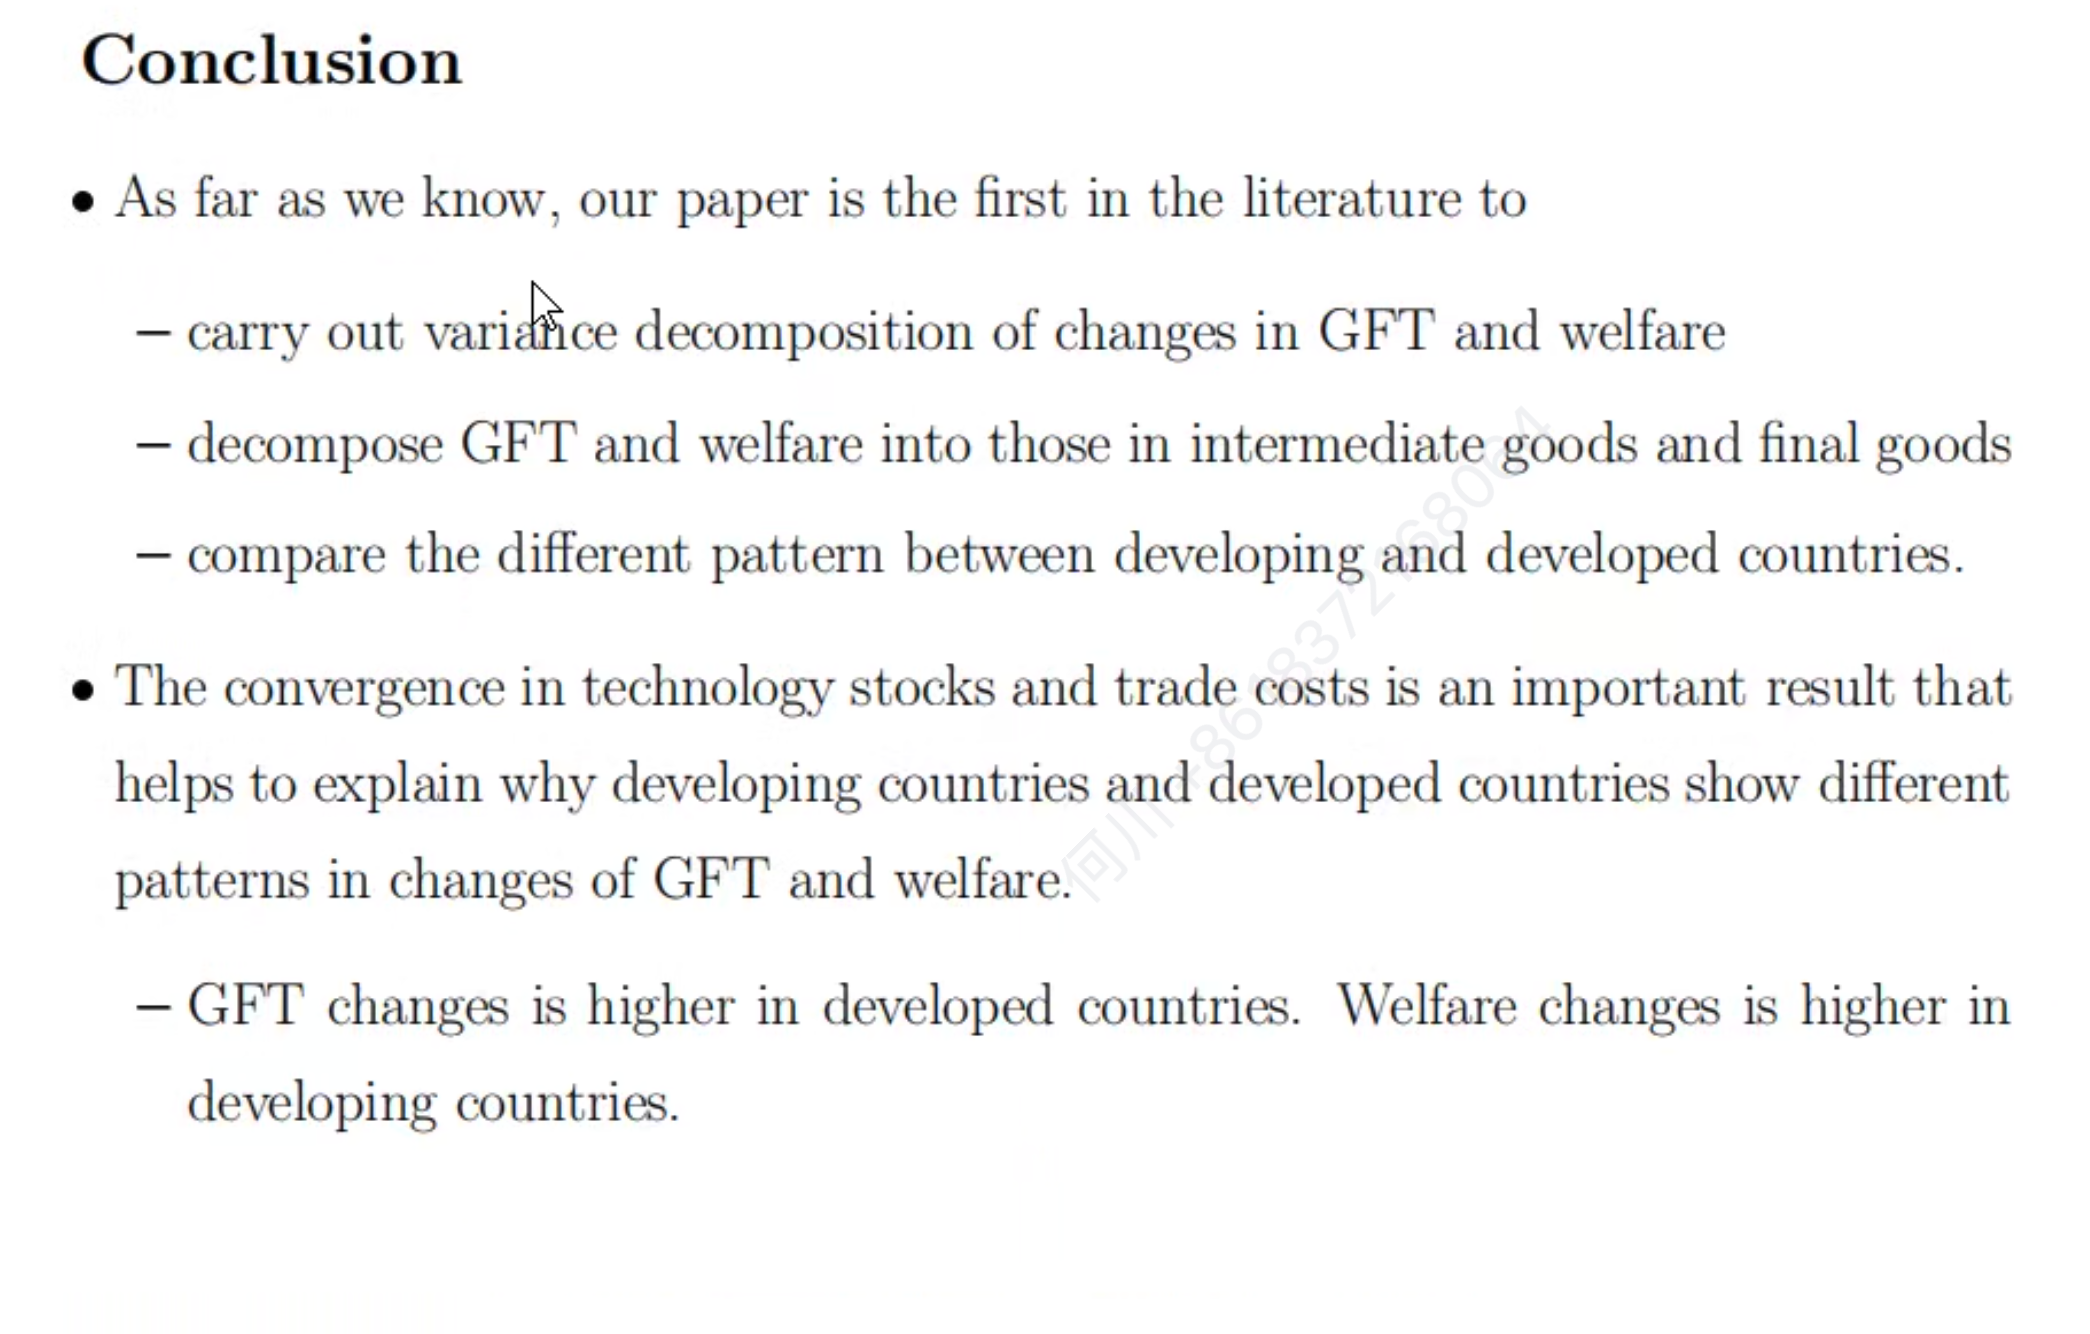 Conclusion
• As far as we know, our paper is the first in the literature to
– carry out variance decomposition of changes in GFT and welfare
– decompose GFT and welfare into those in intermediate goods and final goods
– compare the different pattern between developing and developed countries.
• The convergence in technology stocks and trade costs is an important result that
helps to explain why developing countries and developed countries show different
patterns in changes of GFT and welfare.
– GFT changes is higher in developed countries. Welfare changes is higher in
developing countries.